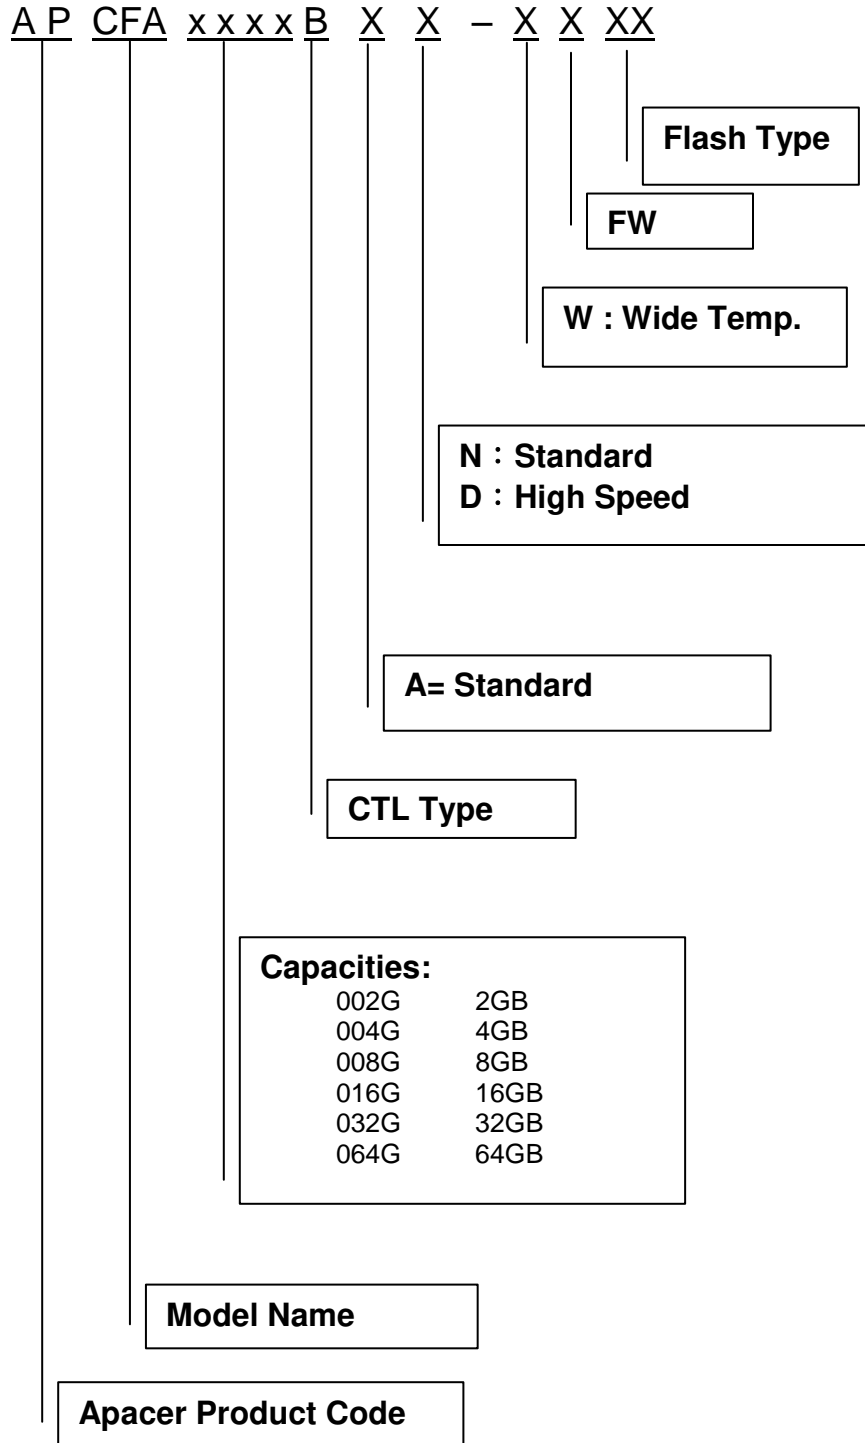 A P CFA x x x x B X X – X X XX
Flash Type
FW
W : Wide Temp.
N：Standard
D：High Speed
A= Standard
CTL Type
Capacities:
002G 2GB
004G 4GB
008G 8GB
016G 16GB
032G 32GB
064G 64GB
Model Name
Apacer Product Code